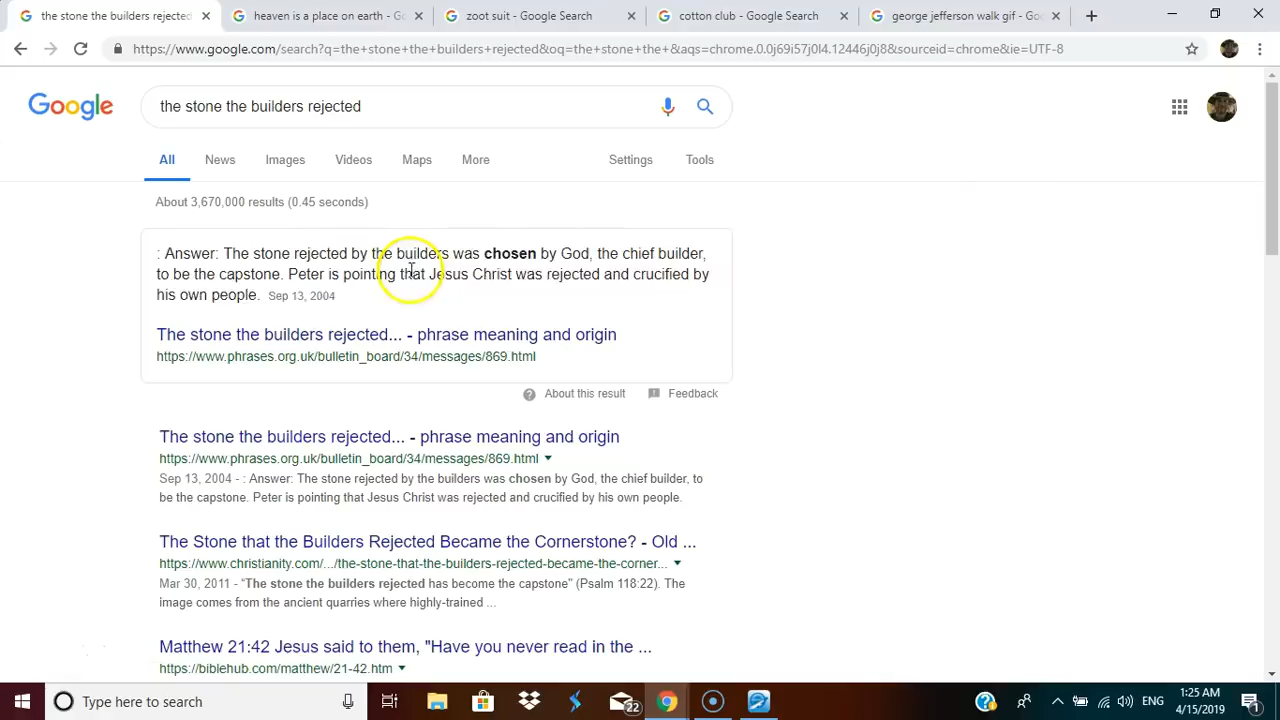 the stone the builders rejected
heaven is a place on earth - Go
zoot suit - Google Search
cotton club - Google Search
george jefferson walk gif - Goo
https://www.google.com/search?q=the+stone+the+builders+rejected&oq=the+stone+the+&aqs=chrome.0.0j69i57j0l4.12446j0j8&sourceid=chrome&ie=UTF-8
Google
the stone the builders rejected
All News Images Videos Maps More Settings Tools
About 3,670,000 results (0.45 seconds)
: Answer: The stone rejected by the builders was chosen by God, the chief builder,
to be the capstone. Peter is pointing that Jesus Christ was rejected and crucified by
his own people. Sep 13, 2004
The stone the builders rejected... - phrase meaning and origin
https://www.phrases.org.uk/bulletin_board/34/messages/869.html
About this result Feedback
The stone the builders rejected... - phrase meaning and origin
https://www.phrases.org.uk/bulletin_board/34/messages/869.html
Sep 13, 2004 - : Answer: The stone rejected by the builders was chosen by God, the chief builder, to
be the capstone. Peter is pointing that Jesus Christ was rejected and crucified by his own people.
The Stone that the Builders Rejected Became the Cornerstone? - Old ...
https://www.christianity.com/.../the-stone-that-the-builders-rejected-became-the-corner...
Mar 30, 2011 - “The stone the builders rejected has become the capstone” (Psalm 118:22). The
image comes from the ancient quarries where highly-trained ...
Matthew 21:42 Jesus said to them, "Have you never read in the ...
https://biblehub.com/matthew/21-42.htm
Type here to search
22
ENG
1:25 AM
4/15/2019
1